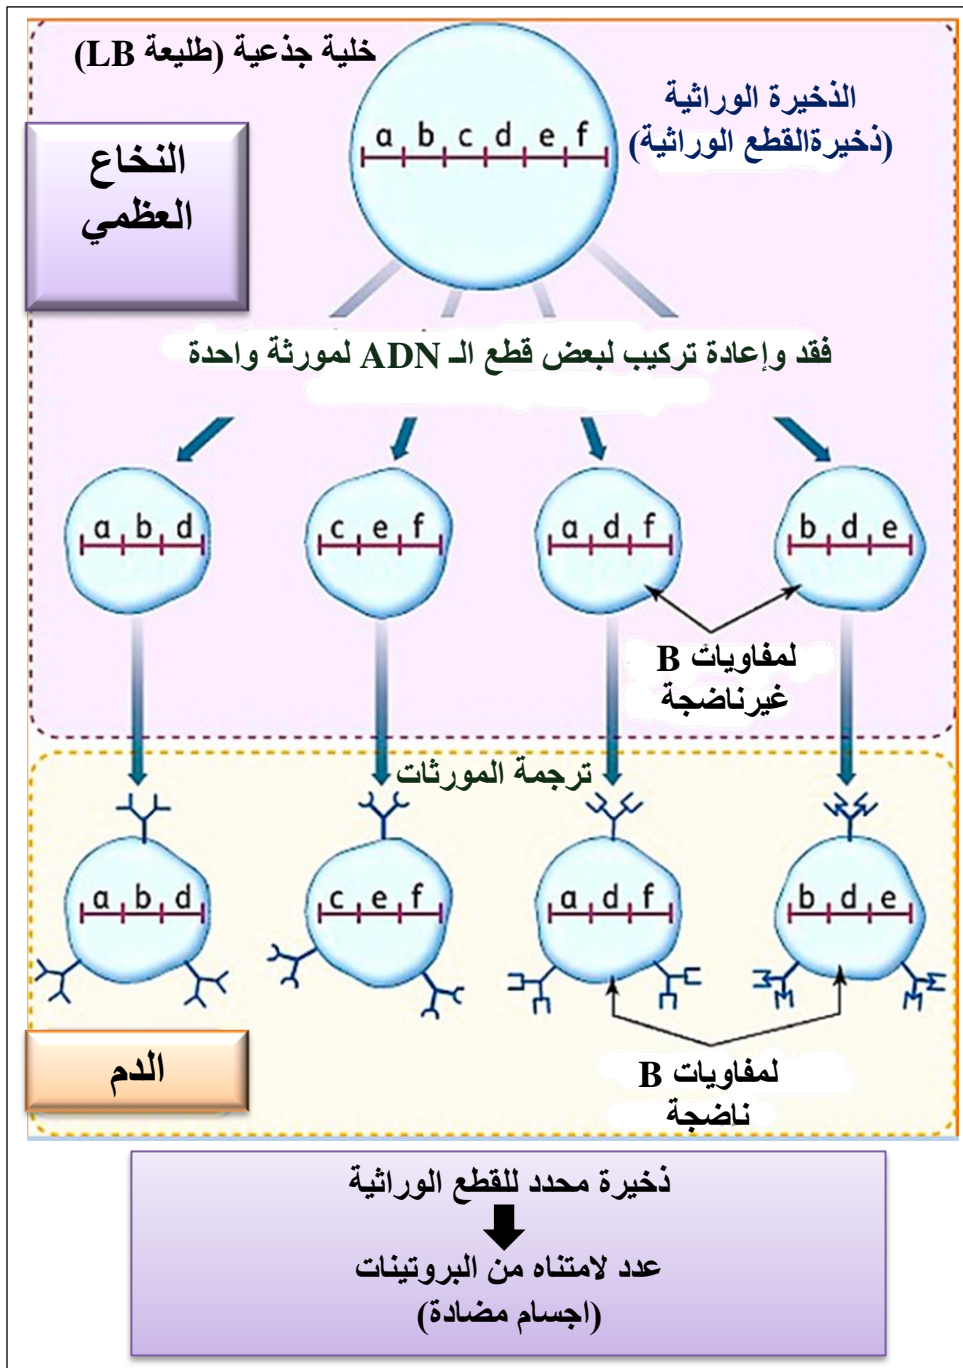 خلية جذعية (طليعة LB)
الذخيرة الوراثية
(ذخيرةالقطع الوراثية)
النخاع
العظمي
a b c d e f
فقد وإعادة تركيب لبعض قطع الـ ADN لمورثة واحدة
a b d
c e f
a d f
b d e
لمفاويات B
غيرناضجة
ترجمة المورثات
a b d
c e f
a d f
b d e
الدم
لمفاويات B
ناضجة
ذخيرة محدد للقطع الوراثية
عدد لامتناه من البروتينات
(اجسام مضادة)